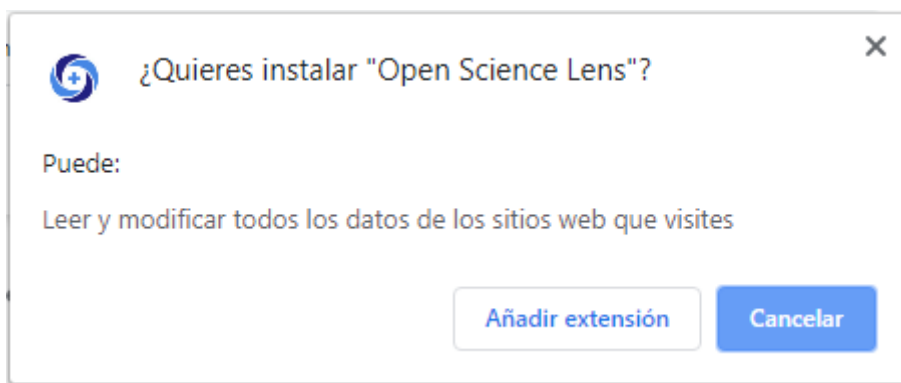 ¿Quieres instalar "Open Science Lens"?
Puede:
Leer y modificar todos los datos de los sitios web que visites
Añadir extensión
Cancelar